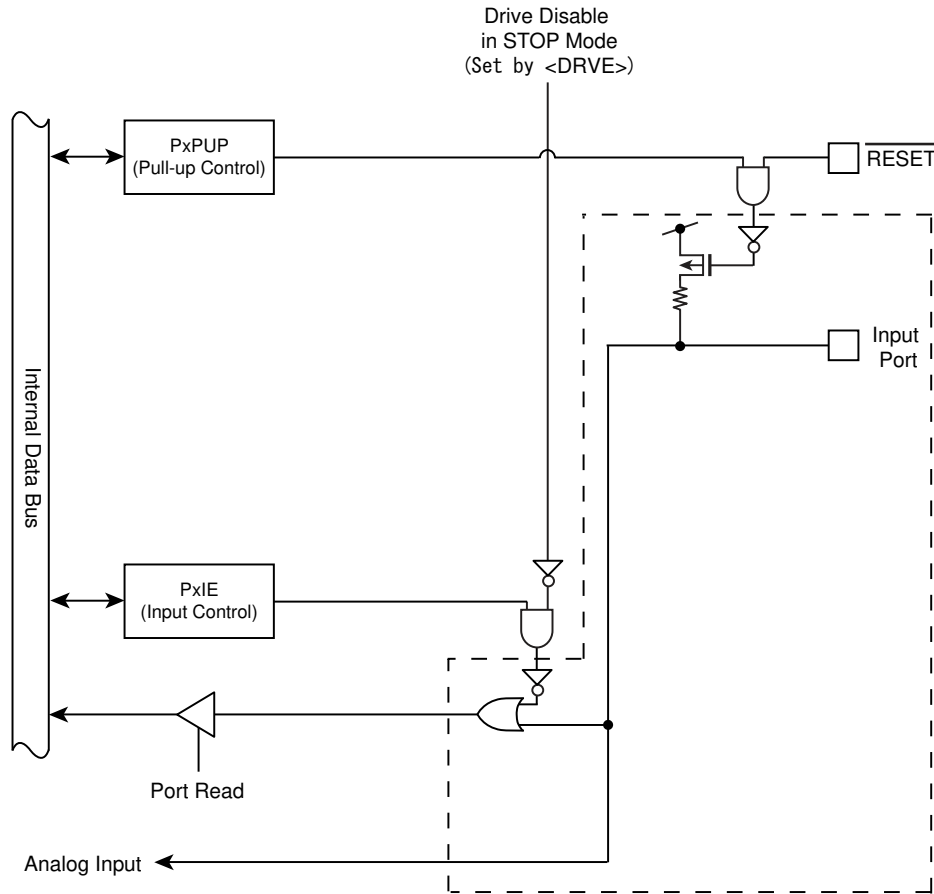 Drive Disable
in STOP Mode
(Set by <DRVE>)
PxPUP
(Pull-up Control)
RESET
Input
Port
Internal Data Bus
PxIE
(Input Control)
Port Read
Analog Input